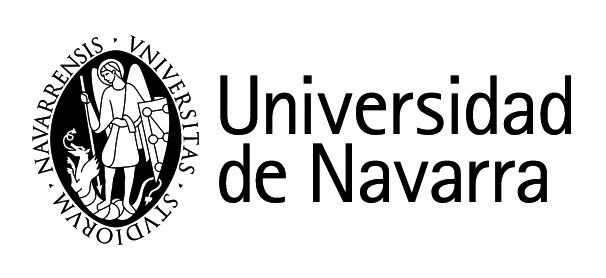 VNIVERSITAS · STVDIORVM · NAVARRENSIS ·
Universidad
de Navarra